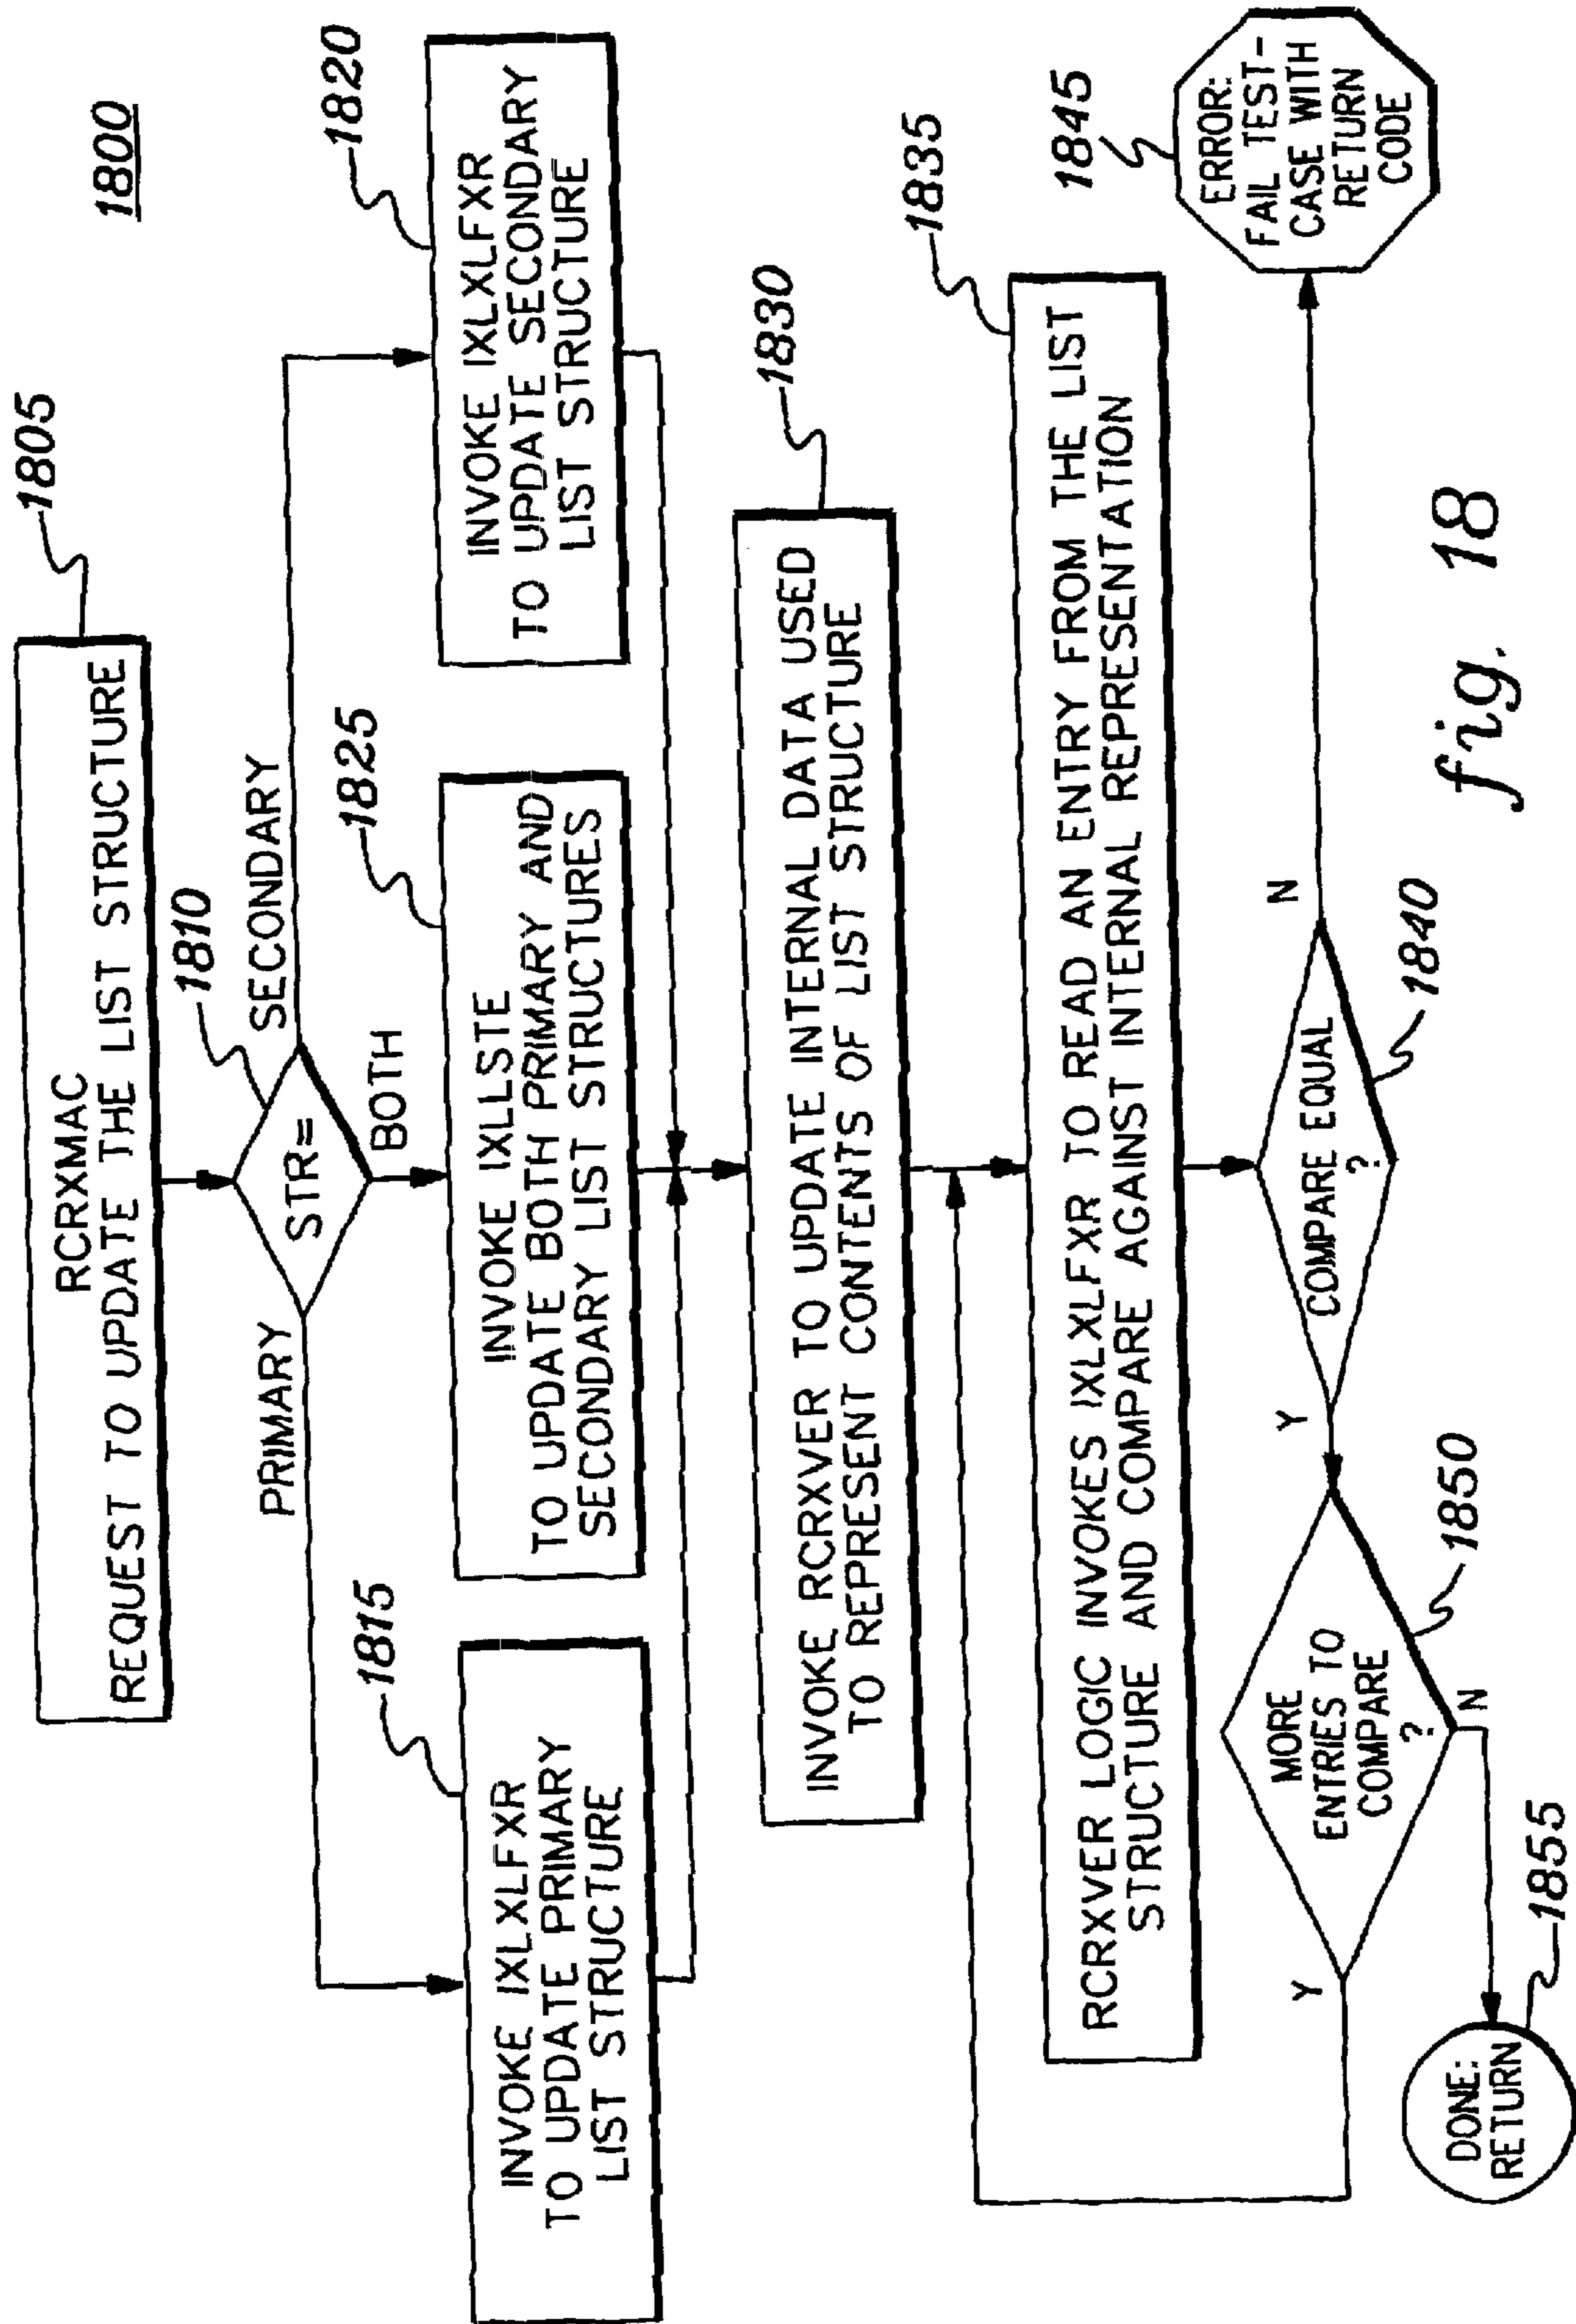 1800
RCRXMAC
REQUEST TO UPDATE THE LIST STRUCTURE
1805
STR=
1810
PRIMARY
BOTH
SECONDARY
INVOKE IXLXLFXR
TO UPDATE PRIMARY
LIST STRUCTURE
1815
INVOKE IXLLSTE
TO UPDATE BOTH PRIMARY AND
SECONDARY LIST STRUCTURES
1825
INVOKE IXLXLFXR
TO UPDATE SECONDARY
LIST STRUCTURE
1820
INVOKE RCRXVER TO UPDATE INTERNAL DATA USED
TO REPRESENT CONTENTS OF LIST STRUCTURE
1830
RCRXVER LOGIC INVOKES IXLXLFXR TO READ AN ENTRY FROM THE LIST
STRUCTURE AND COMPARE AGAINST INTERNAL REPRESENTATION
1835
COMPARE EQUAL
?
1840
Y
N
ERROR:
FAIL TEST-
CASE WITH
RETURN
CODE
1845
MORE
ENTRIES TO
COMPARE
?
1850
Y
N
DONE:
RETURN
1855
fig. 18